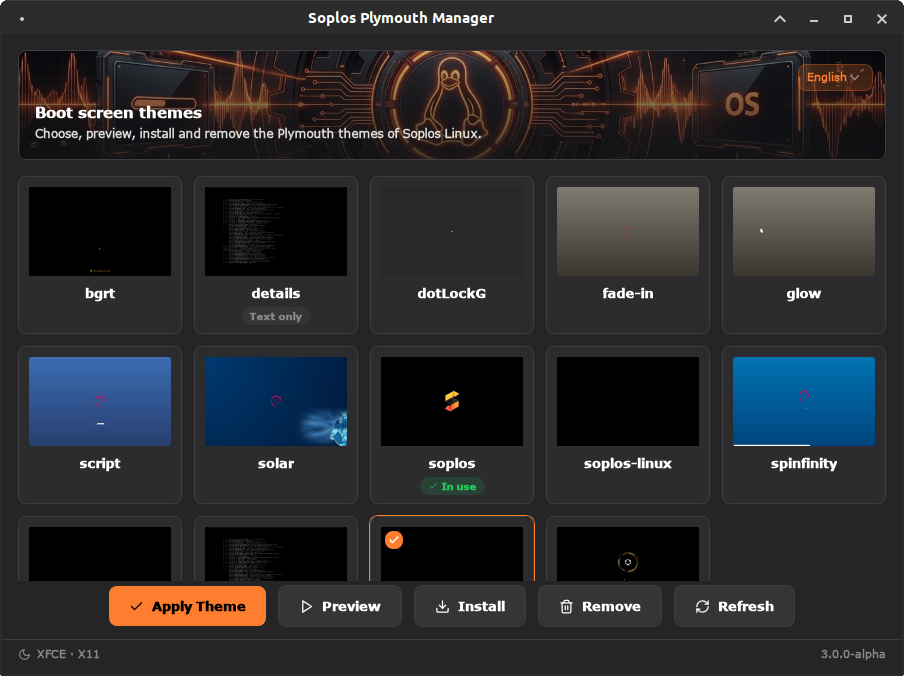 Soplos Plymouth Manager
English
OS
Boot screen themes
Choose, preview, install and remove the Plymouth themes of Soplos Linux.
bgrt
details
dotLockG
fade-in
glow
Text only
script
solar
soplos
soplos-linux
spinfinity
In use
Apply Theme
Preview
Install
Remove
Refresh
XFCE · X11
3.0.0-alpha